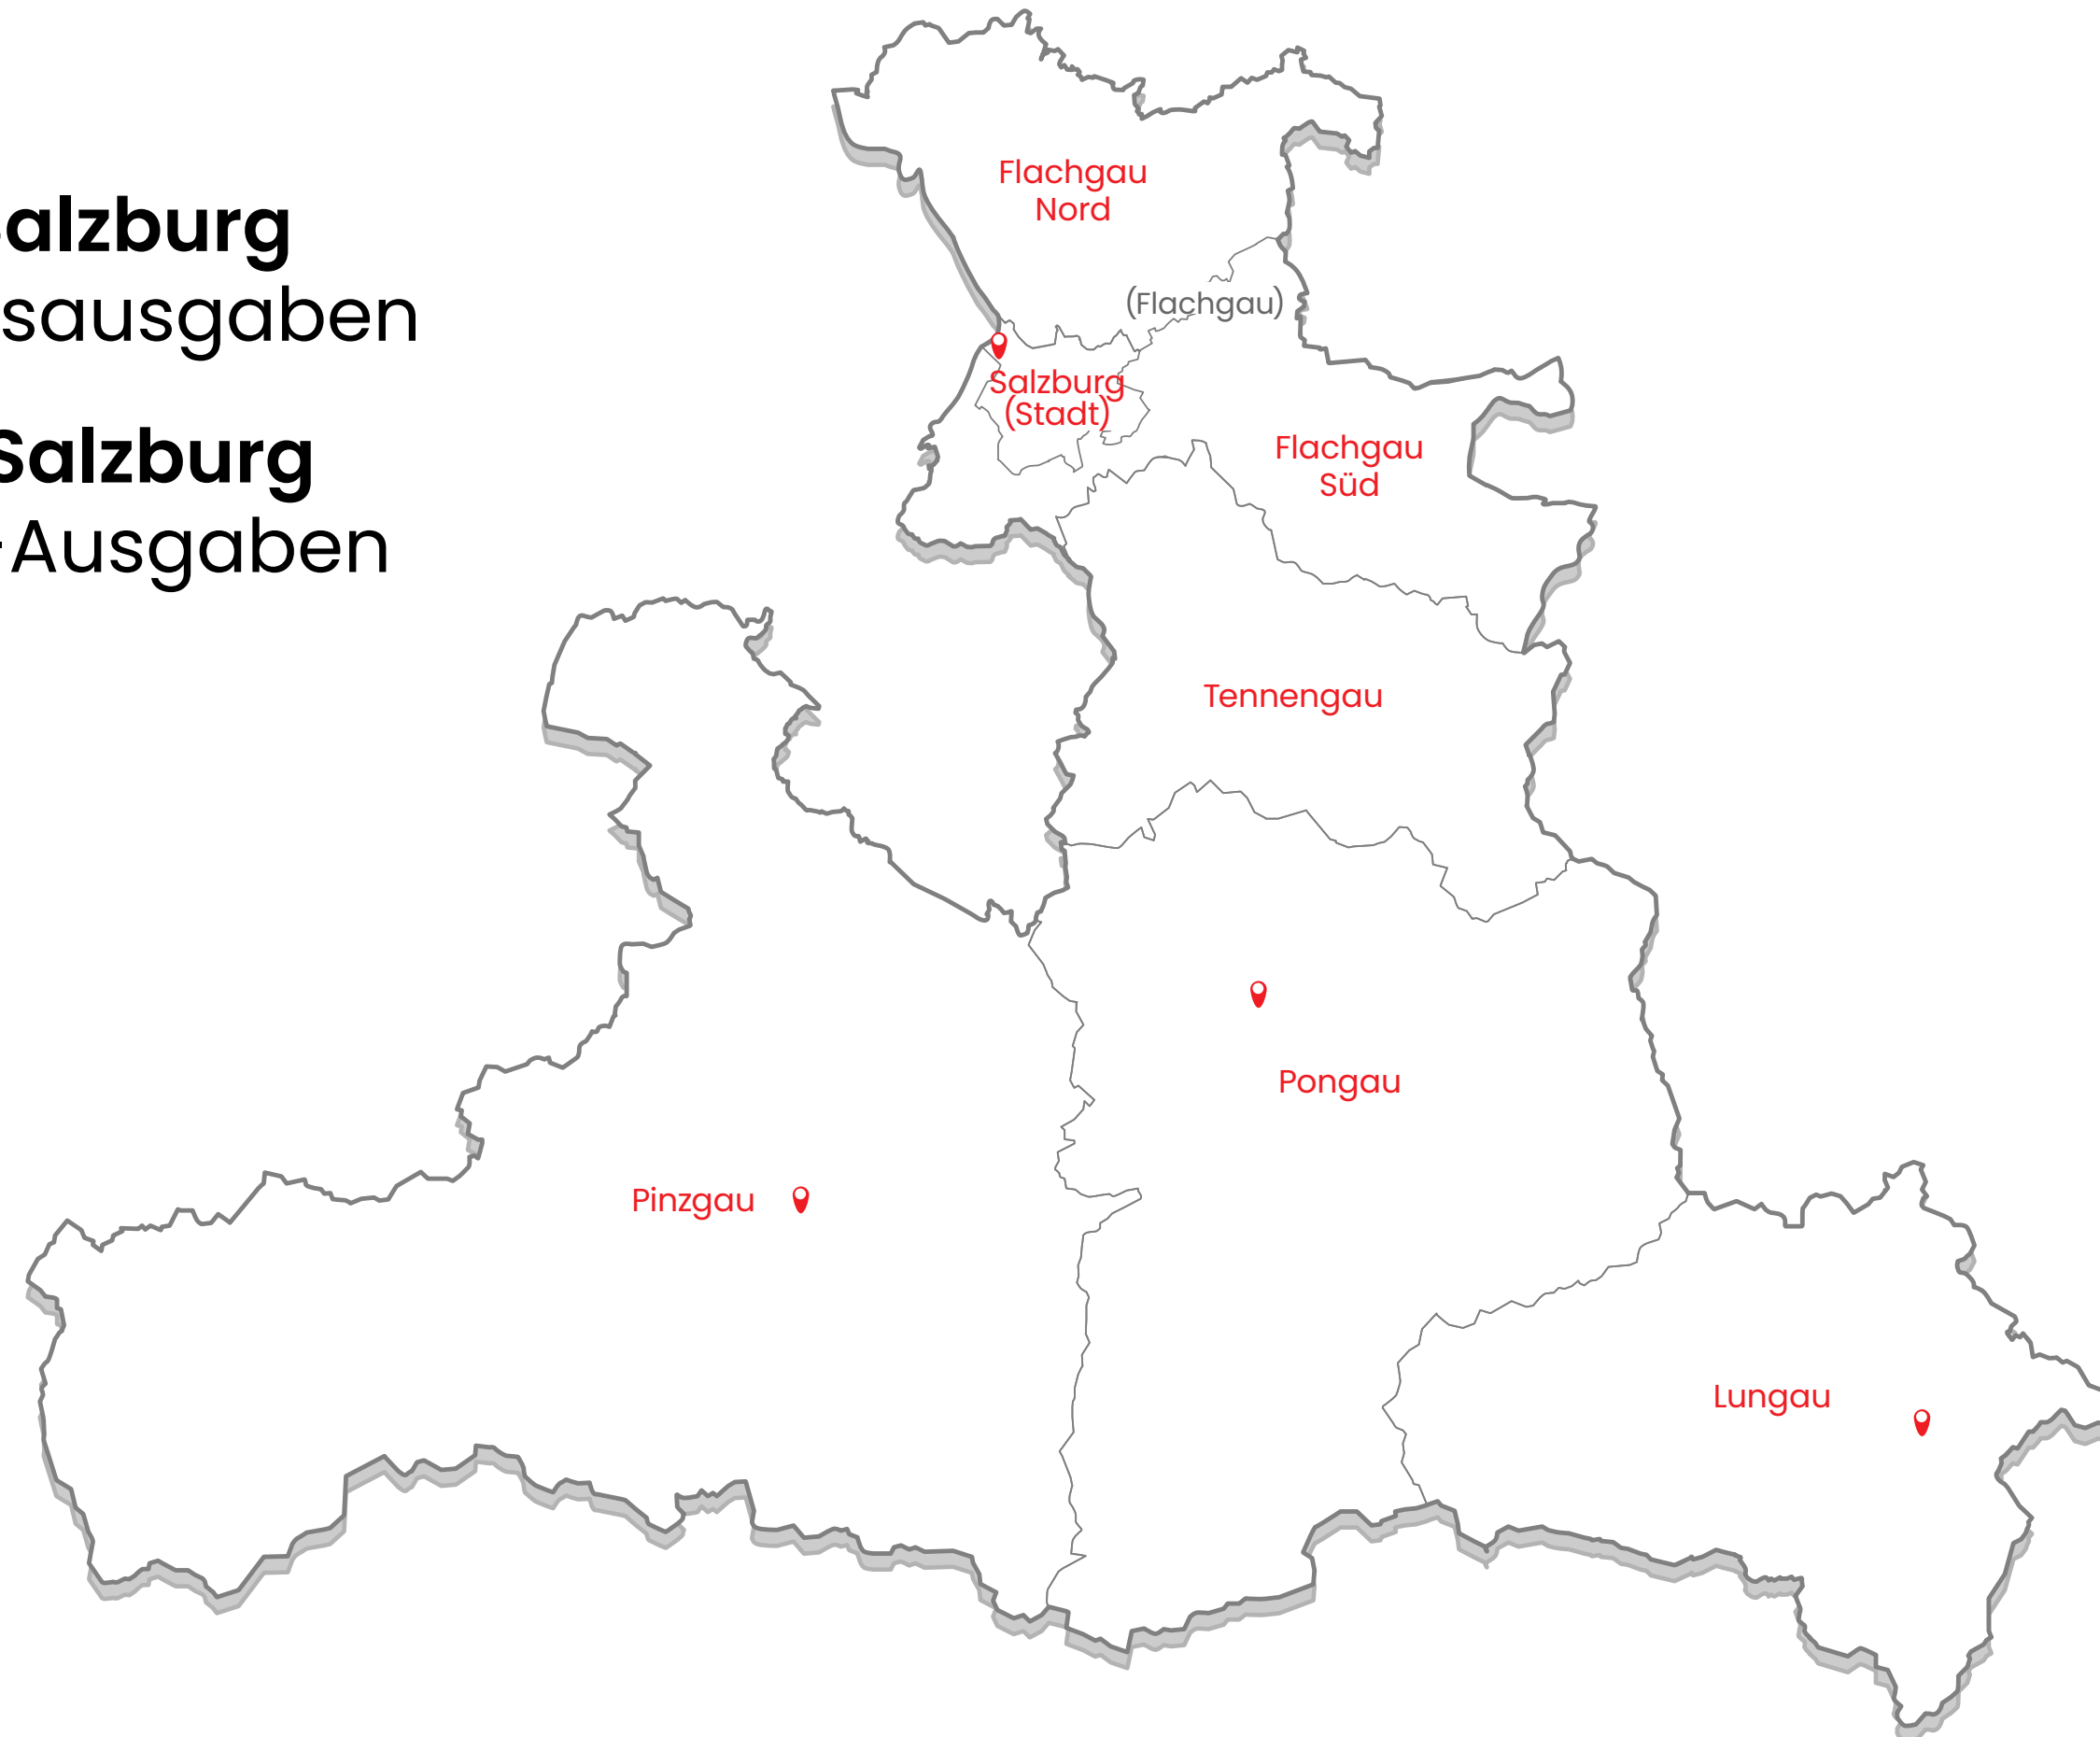 alzburg
sausgaben
Salzburg
-Ausgaben
Flachgau
Nord
(Flachgau)
Salzburg
(Stadt)
Flachgau
Süd
Tennengau
Pongau
Pinzgau
Lungau